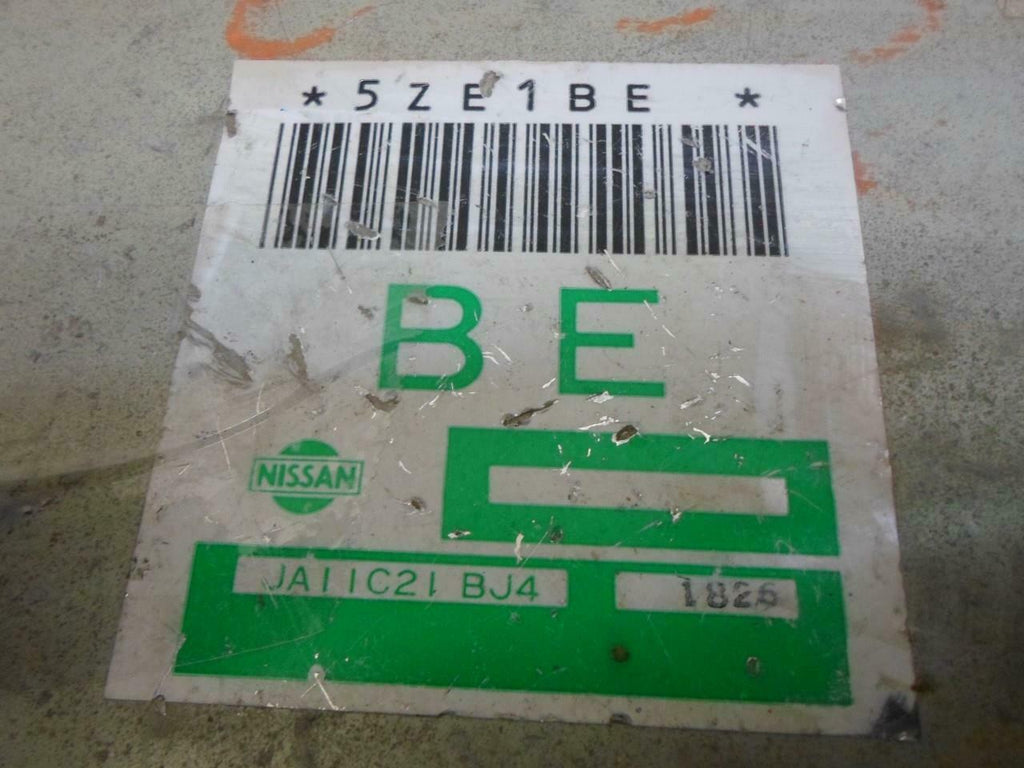 *5ZE1BE *
BE
NISSAN
JA11C21 BJ4
1826